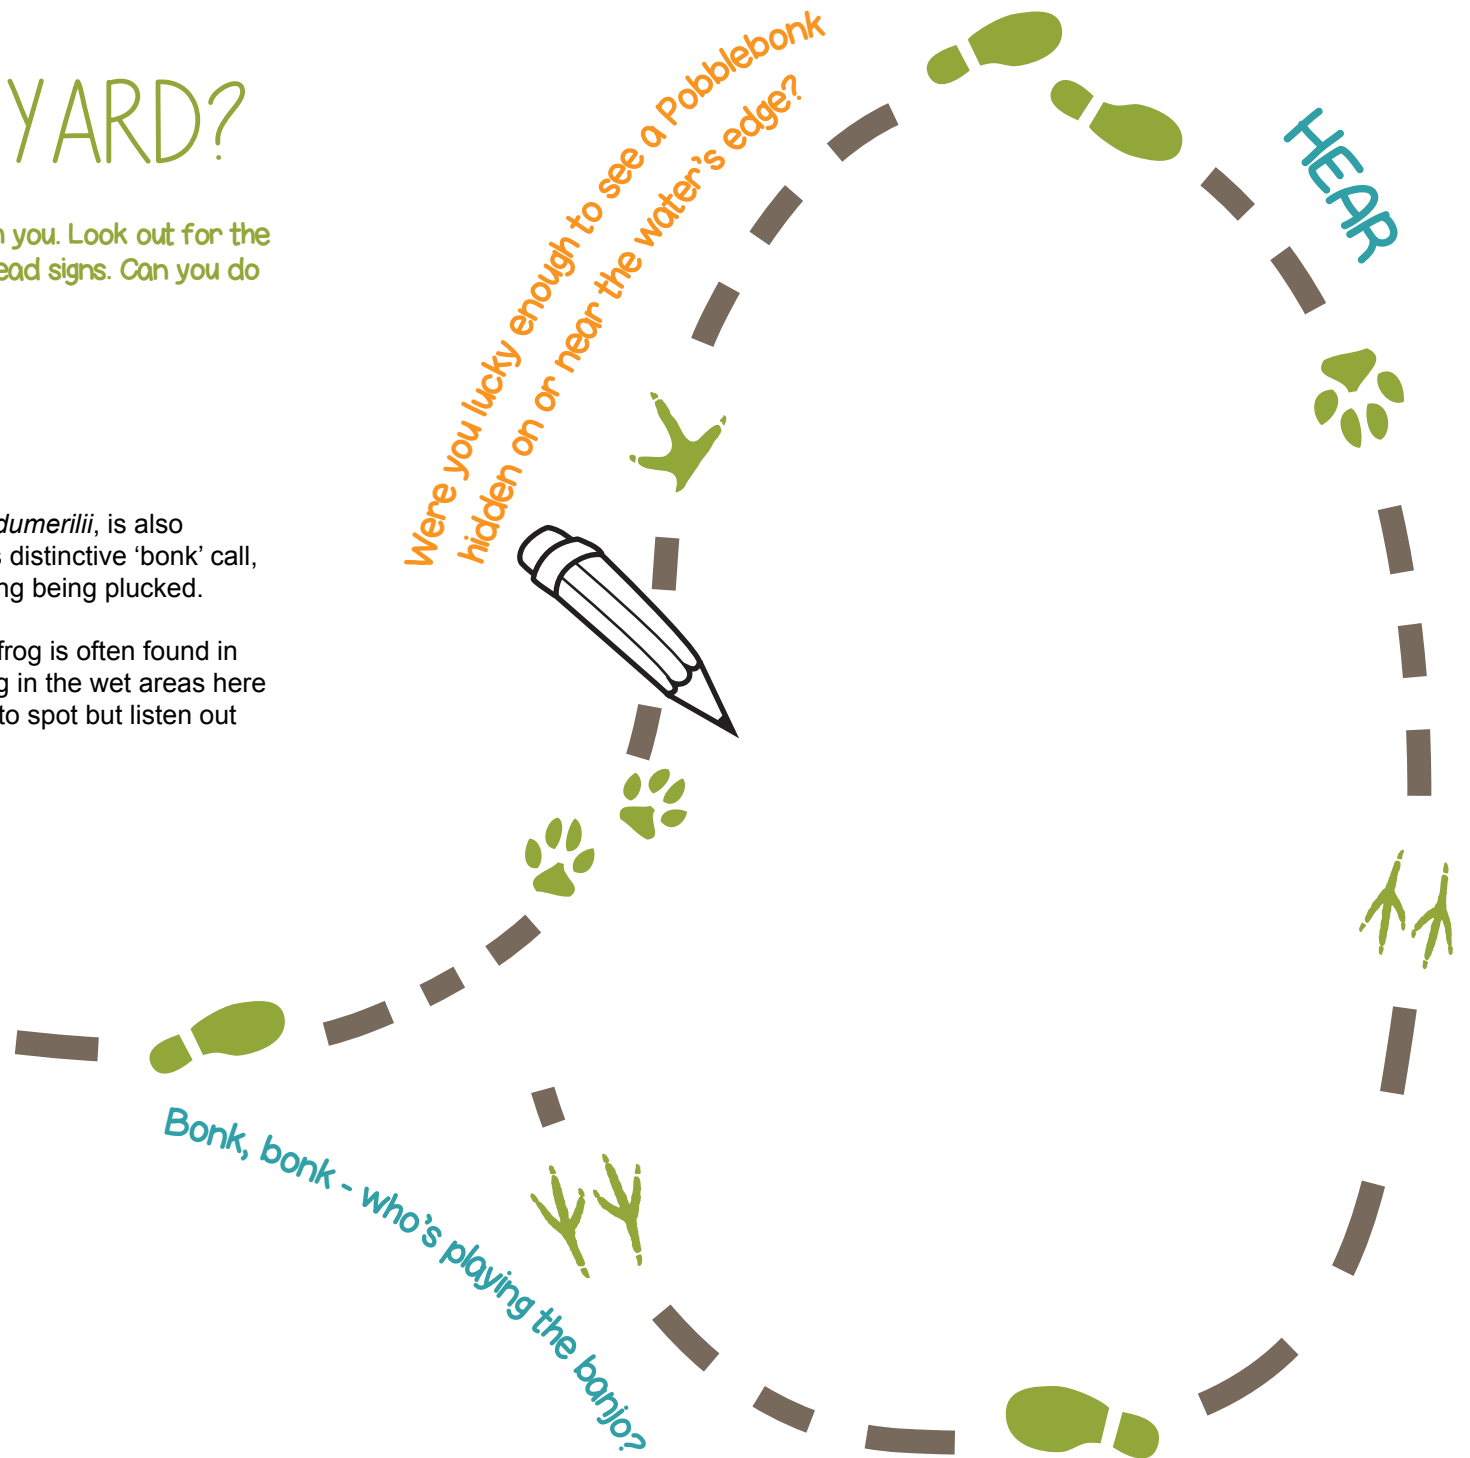 YARD?
n you. Look out for the
ead signs. Can you do
dumerilii, is also
s distinctive ‘bonk’ call,
ng being plucked.
frog is often found in
g in the wet areas here
to spot but listen out
Were you lucky enough to see a Pobblebonk
hidden on or near the water's edge?
HEAR
Bonk, bonk - who's playing the banjo?